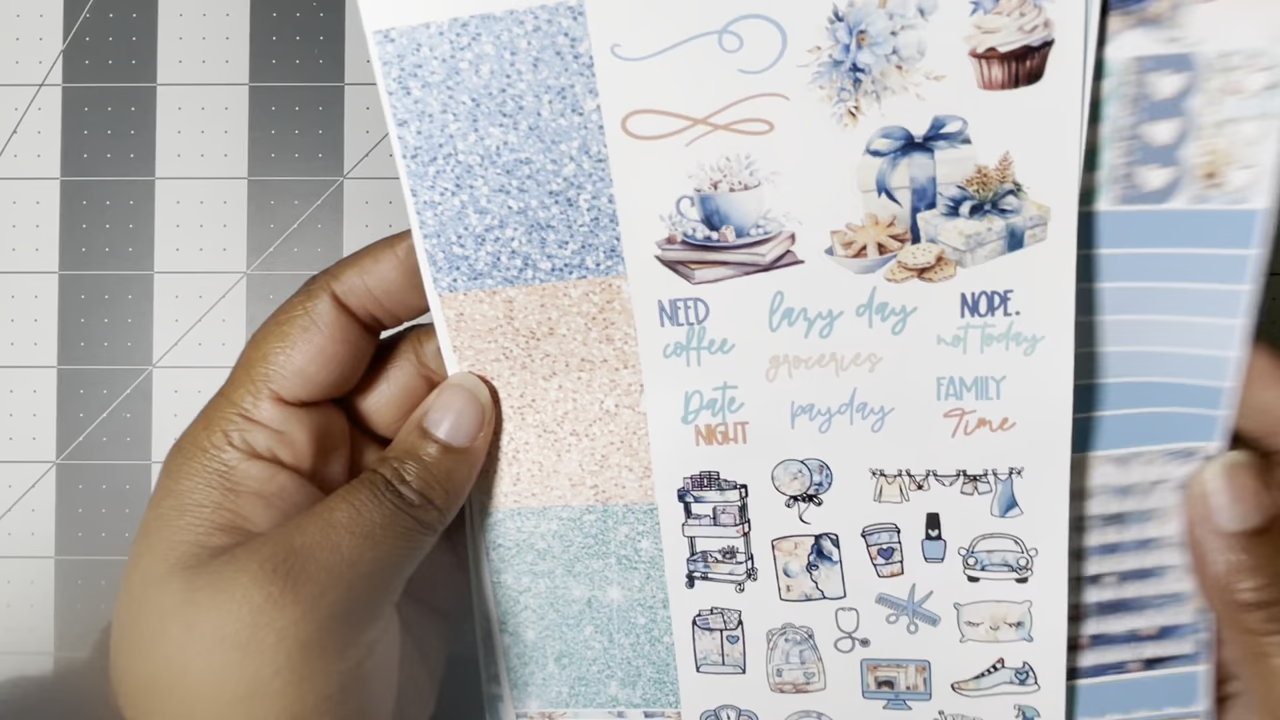 NEED
coffee
lazy day
NOPE.
not today
groceries
Date
NIGHT
payday
FAMILY
Time